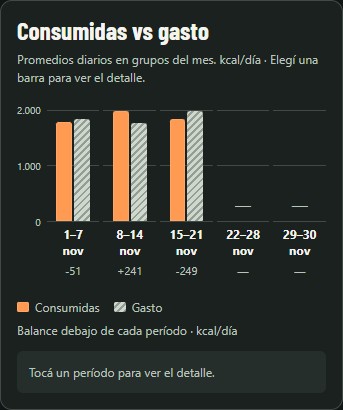 Consumidas vs gasto
Promedios diarios en grupos del mes. kcal/día · Elegí una
barra para ver el detalle.
2.000
1.000
0
— —
1–7 8–14 15–21 22–28 29–30
nov nov nov nov nov
-51 +241 -249 — —
Consumidas Gasto
Balance debajo de cada período · kcal/día
Tocá un período para ver el detalle.